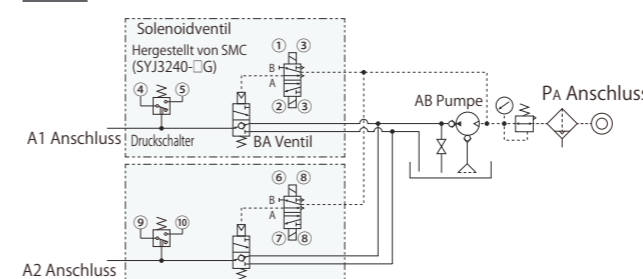 Solenoidventil
Hergestellt von SMC
(SYJ3240-□G)
① ③
B
A
② ③
④ ⑤
A1 Anschluss
Druckschalter
BA Ventil
AB Pumpe
PA Anschluss
⑥ ⑧
B
A
⑦ ⑧
⑨ ⑩
A2 Anschluss